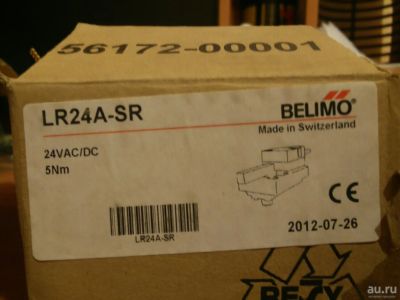 56172-00001
LR24A-SR
BELIMO®
Made in Switzerland
24VAC/DC
5Nm
CE
LR24A-SR
2012-07-26
RESY
au.ru